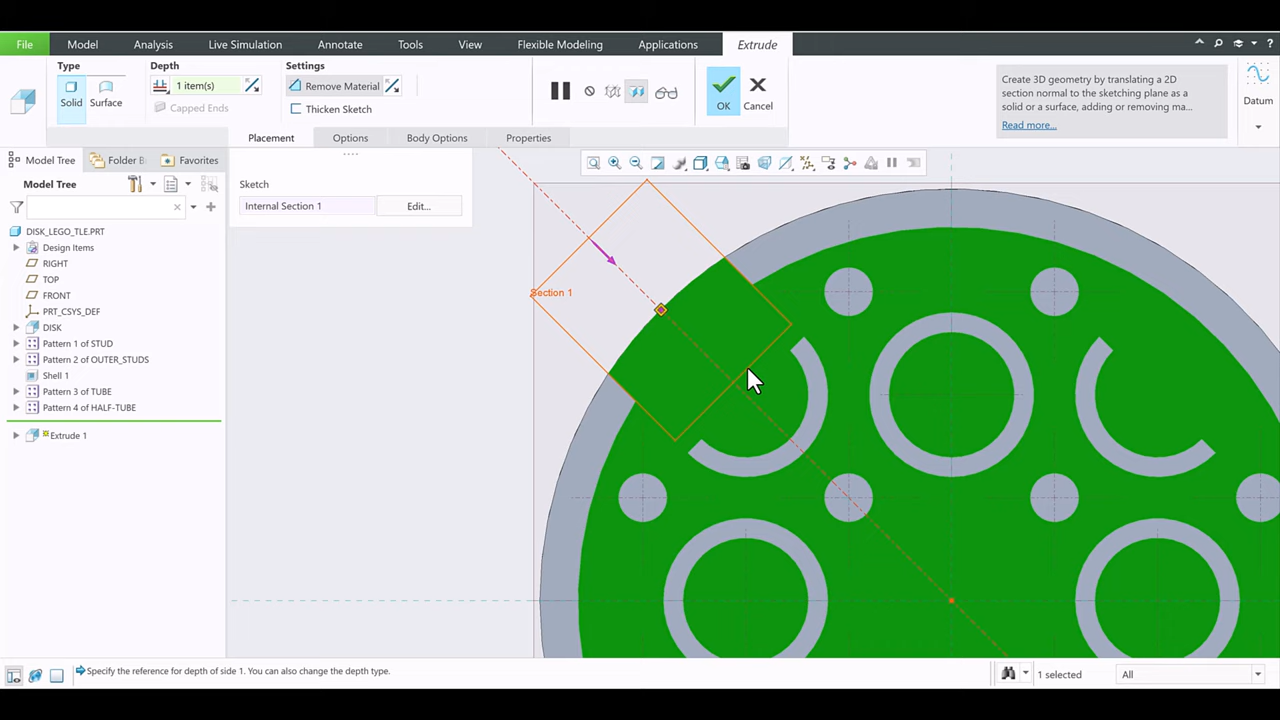 File Model Analysis Live Simulation Annotate Tools View Flexible Modeling Applications Extrude
Type Depth Settings
Solid Surface
1 item(s)
Capped Ends
Remove Material
Thicken Sketch
OK Cancel
Create 3D geometry by translating a 2D
section normal to the sketching plane as
a solid or a surface, adding or removing ma...
Read more...
Datum
Placement Options Body Options Properties
Model Tree Folder B Favorites
Model Tree
Sketch
Internal Section 1 Edit...
DISK_LEGO_TLE.PRT
Design Items
RIGHT
TOP
FRONT
PRT_CSYS_DEF
DISK
Pattern 1 of STUD
Pattern 2 of OUTER_STUDS
Shell 1
Pattern 3 of TUBE
Pattern 4 of HALF-TUBE
Extrude 1
Section 1
Specify the reference for depth of side 1. You can also change the depth type.
1 selected All